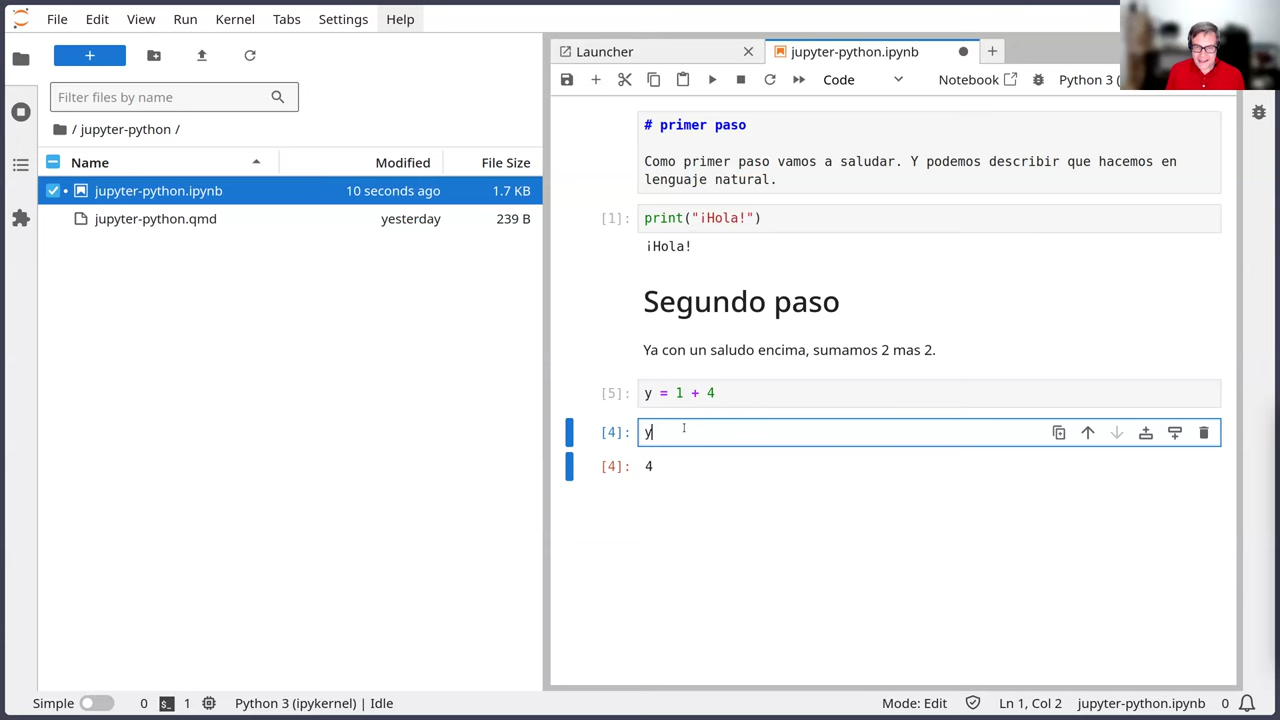 File Edit View Run Kernel Tabs Settings Help
Launcher
jupyter-python.ipynb
Code
Notebook
Python 3 (
Filter files by name
/ jupyter-python /
Name Modified File Size
jupyter-python.ipynb 10 seconds ago 1.7 KB
jupyter-python.qmd yesterday 239 B
# primer paso
Como primer paso vamos a saludar. Y podemos describir que hacemos en
lenguaje natural.
[1]: print("¡Hola!")
¡Hola!
Segundo paso
Ya con un saludo encima, sumamos 2 mas 2.
[5]: y = 1 + 4
[4]: y
[4]: 4
Simple 0 1 Python 3 (ipykernel) | Idle Mode: Edit Ln 1, Col 2 jupyter-python.ipynb 0